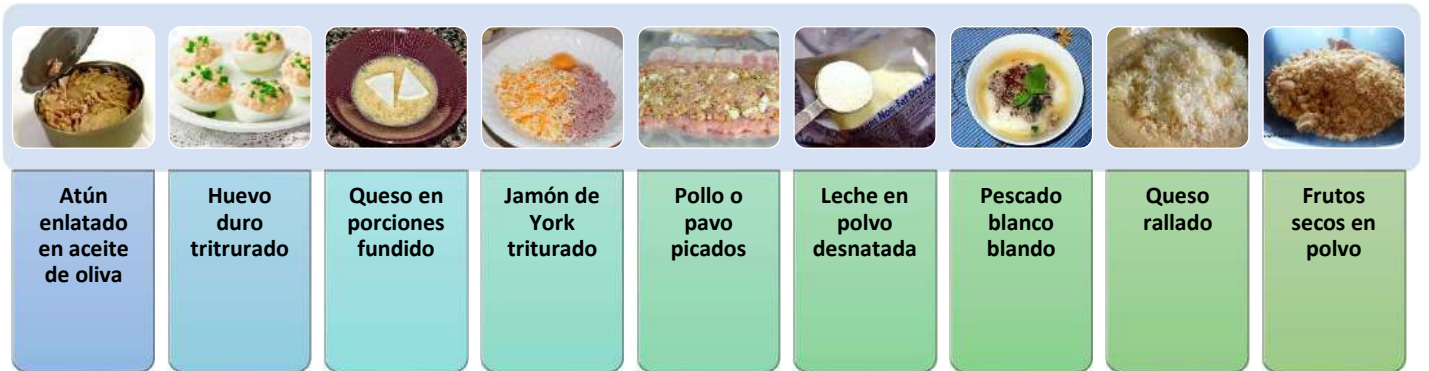 Atún
enlatado
en aceite
de oliva
Huevo
duro
tritrurado
Queso en
porciones
fundido
Jamón de
York
triturado
Pollo o
pavo
picados
Leche en
polvo
desnatada
Pescado
blanco
blando
Queso
rallado
Frutos
secos en
polvo